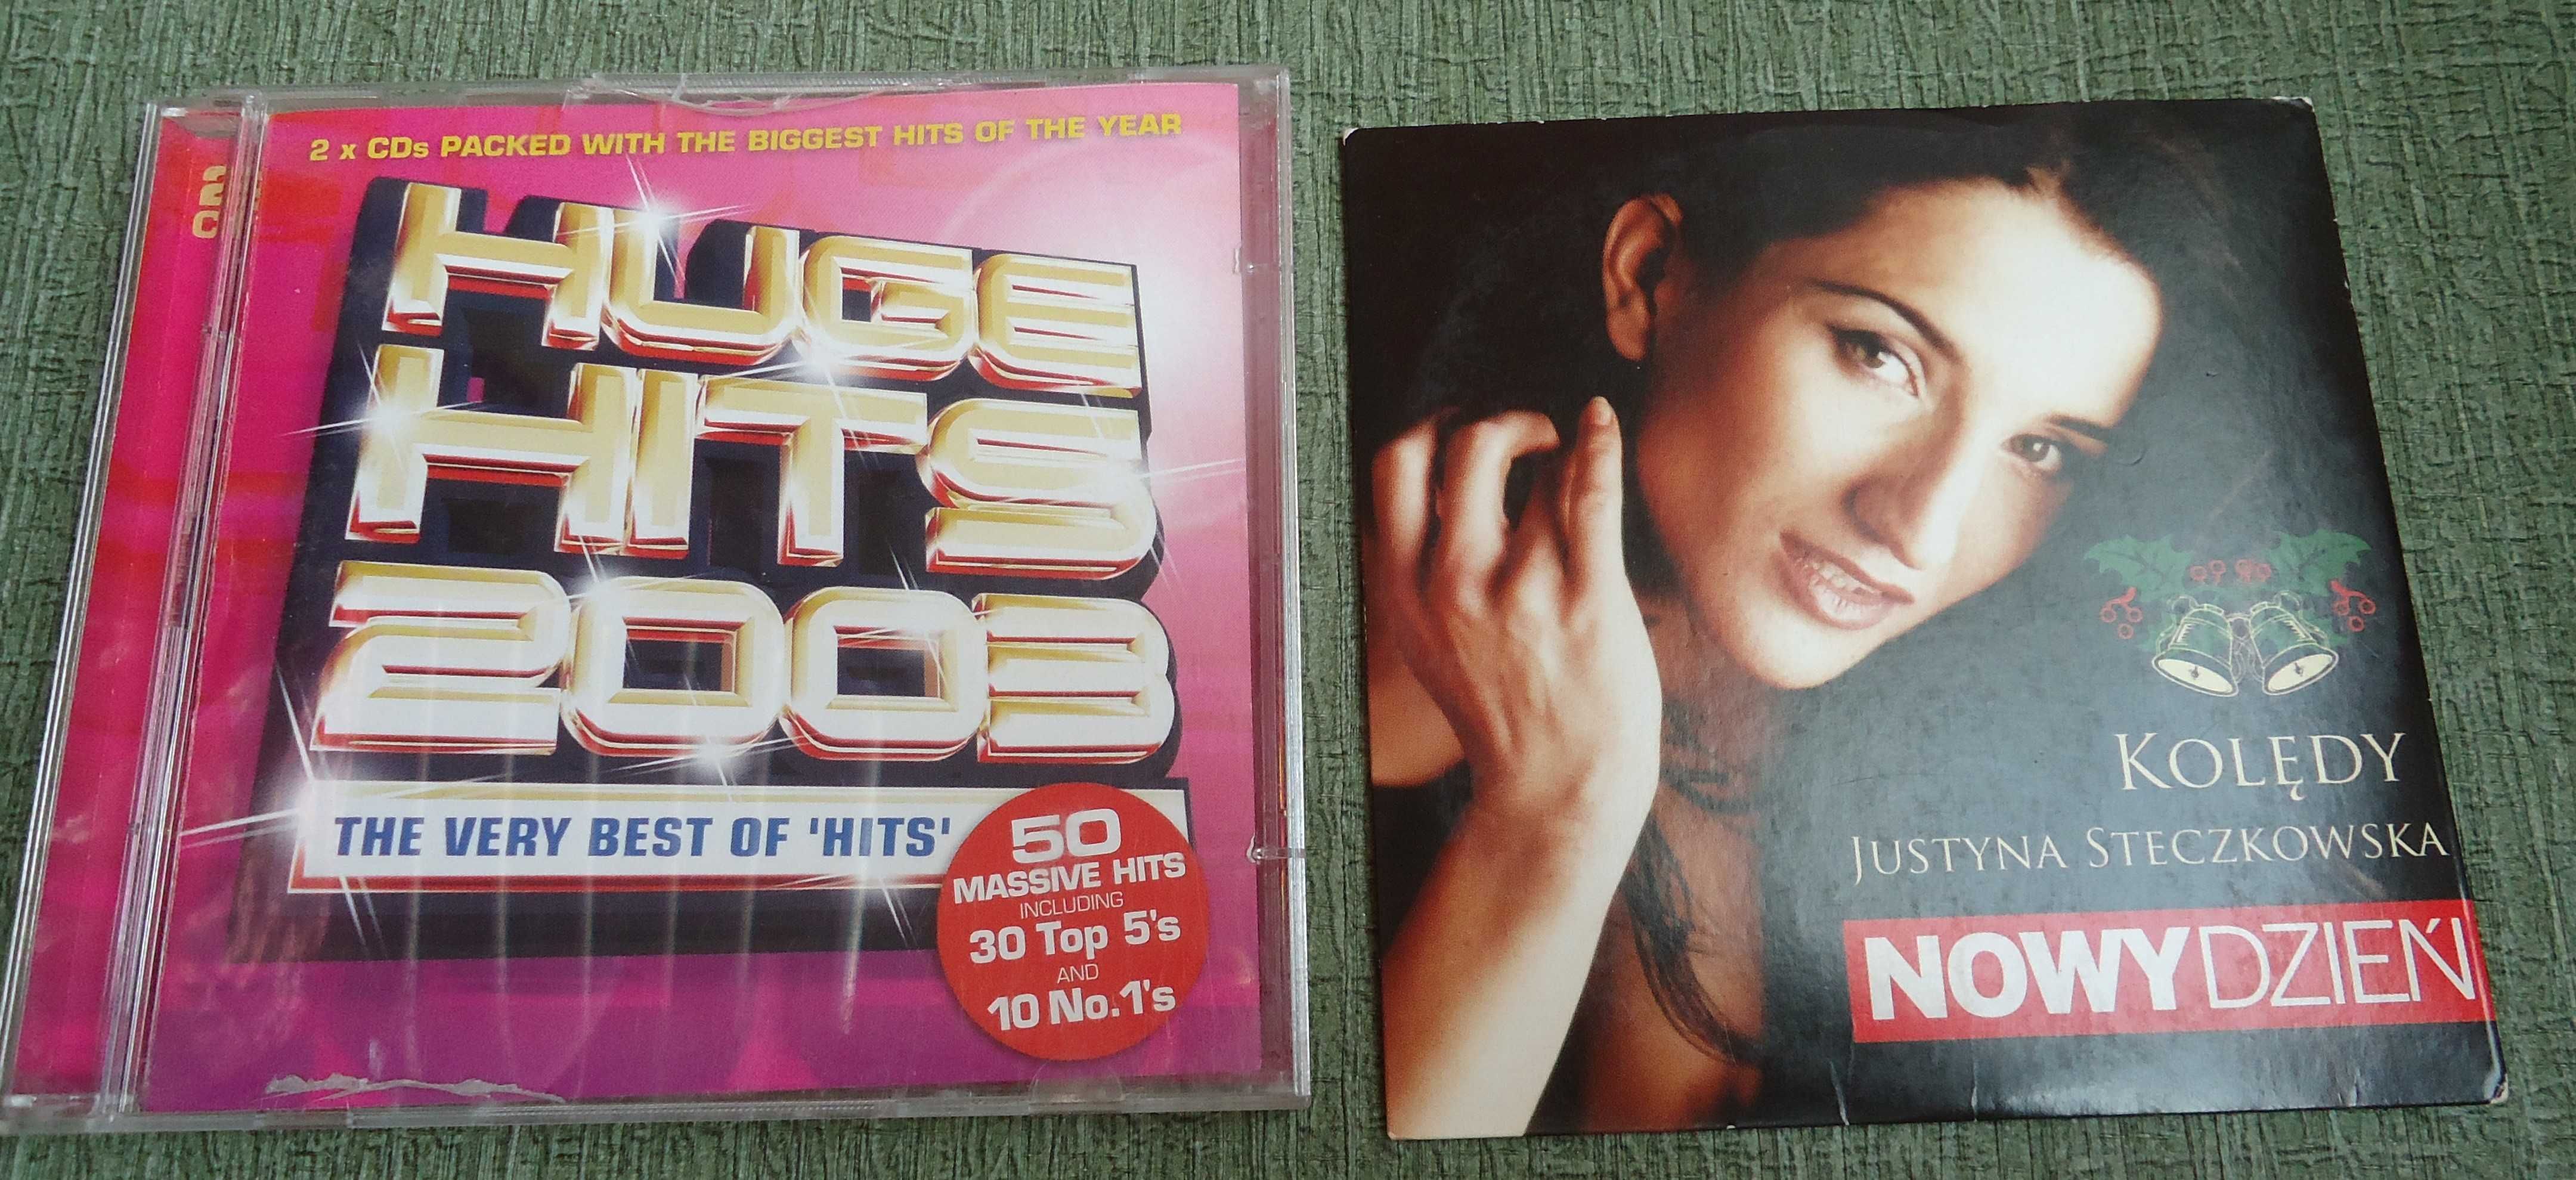 2 x CDs PACKED WITH THE BIGGEST HITS OF THE YEAR
HUGE
HITS
2003
THE VERY BEST OF 'HITS'
50
MASSIVE HITS
INCLUDING
30 Top 5's
AND
10 No.1's
KOLĘDY
JUSTYNA STECZKOWSKA
NOWY DZIEŃ